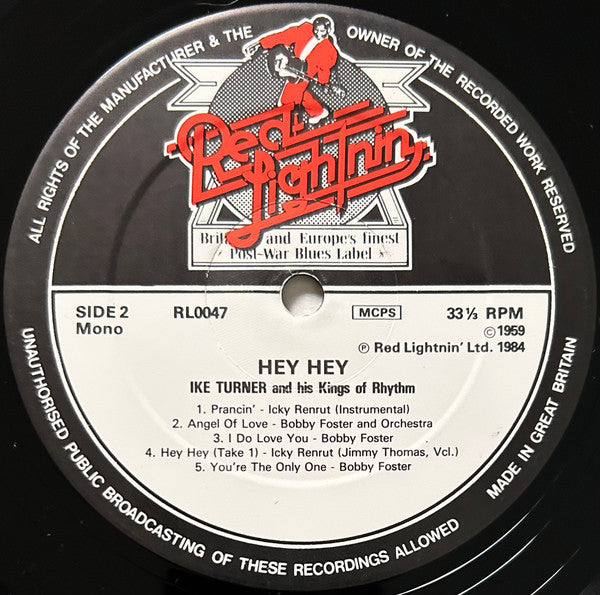 ALL RIGHTS OF THE MANUFACTURER & THE OWNER OF THE RECORDED WORK RESERVED
Red
Lightnin'
and Europe's finest
Post-War Blues Label
SIDE 2 RL0047 MCPS 33⅓ RPM
Mono ©1959
℗ Red Lightnin' Ltd. 1984
HEY HEY
IKE TURNER and his Kings of Rhythm
1. Prancin' - Icky Renrut (Instrumental)
2. Angel Of Love - Bobby Foster and Orchestra
3. I Do Love You - Bobby Foster
4. Hey Hey (Take 1) - Icky Renrut (Jimmy Thomas, Vcl.)
5. You're The Only One - Bobby Foster
UNAUTHORISED PUBLIC BROADCASTING OF THESE RECORDINGS ALLOWED
MADE IN GREAT BRITAIN